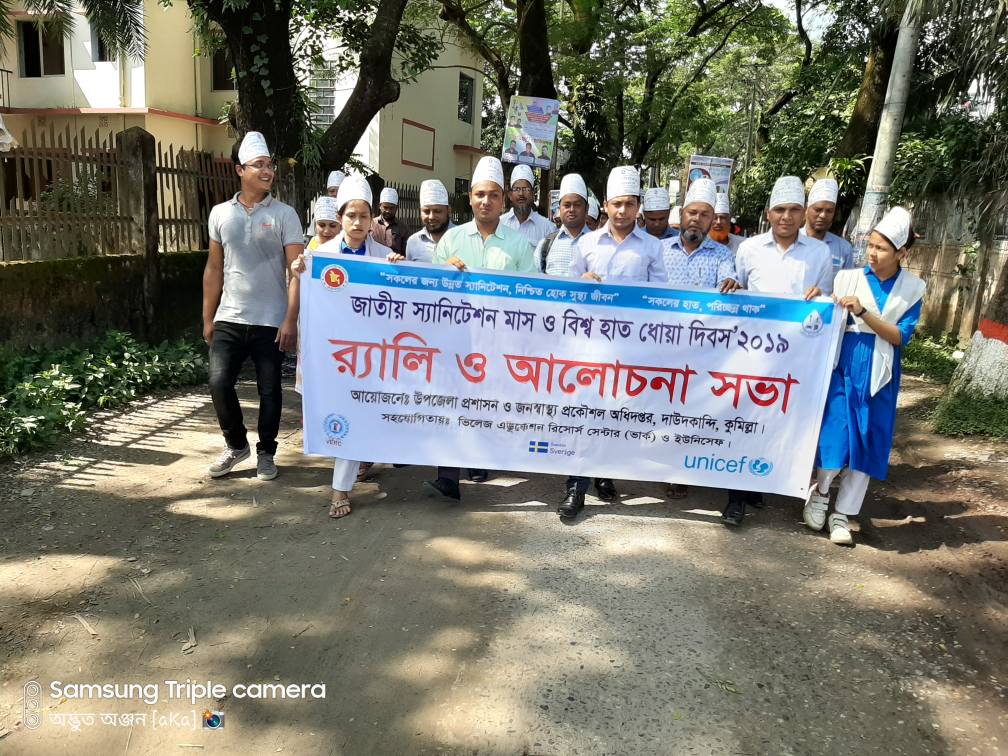 "সকলের জন্য উন্নত স্যানিটেশন, নিশ্চিত হোক সুস্থ্য জীবন" "সকলের হাত, পরিচ্ছন্ন থাক"
জাতীয় স্যানিটেশন মাস ও বিশ্ব হাত ধোয়া দিবস'২০১৯
র‍্যালি ও আলোচনা সভা
আয়োজনেঃ উপজেলা প্রশাসন ও জনস্বাস্থ্য প্রকৌশল অধিদপ্তর, দাউদকান্দি, কুমিল্লা।
সহযোগিতায়ঃ ভিলেজ এডুকেশন রিসোর্স সেন্টার (ভার্ক) ও ইউনিসেফ।
VERC
Sverige
unicef
Samsung Triple camera
অদ্ভুত অঞ্জন [aKa]